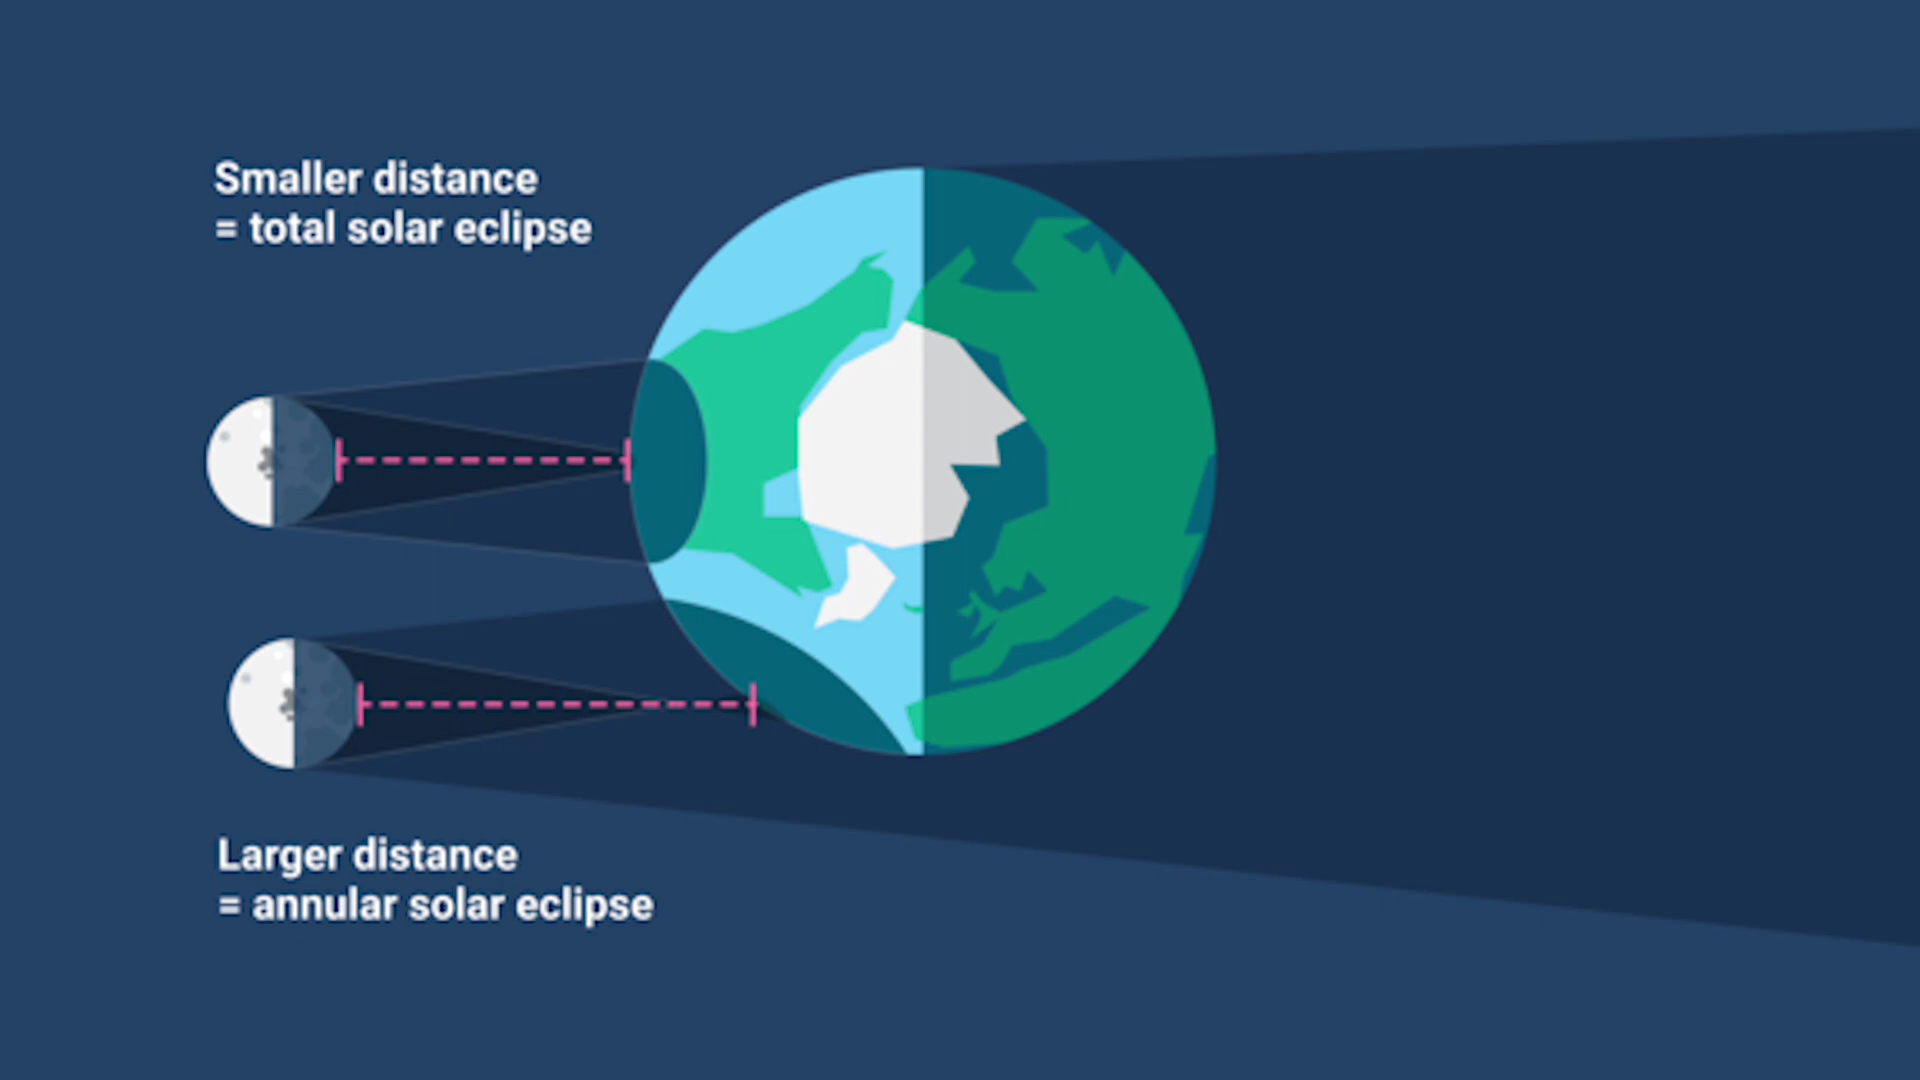 Smaller distance
= total solar eclipse
Larger distance
= annular solar eclipse